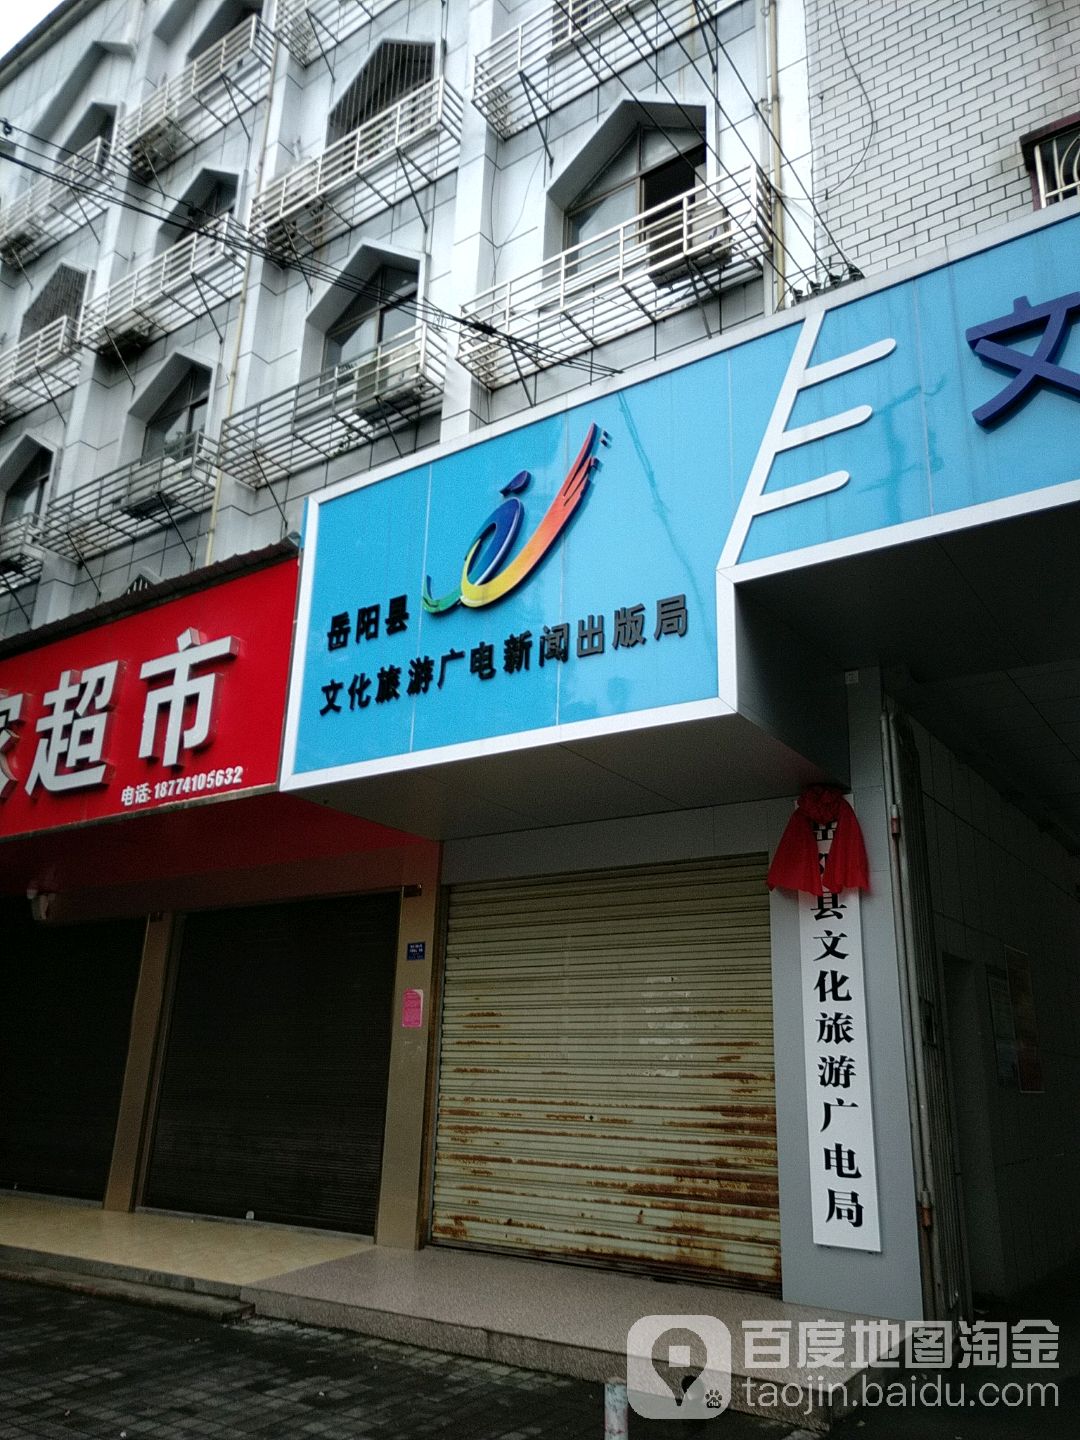 文
岳阳县
文化旅游广电新闻出版局
超市
电话: 18774105632
县文化旅游广电局
百度地图淘金
taojin.baidu.com